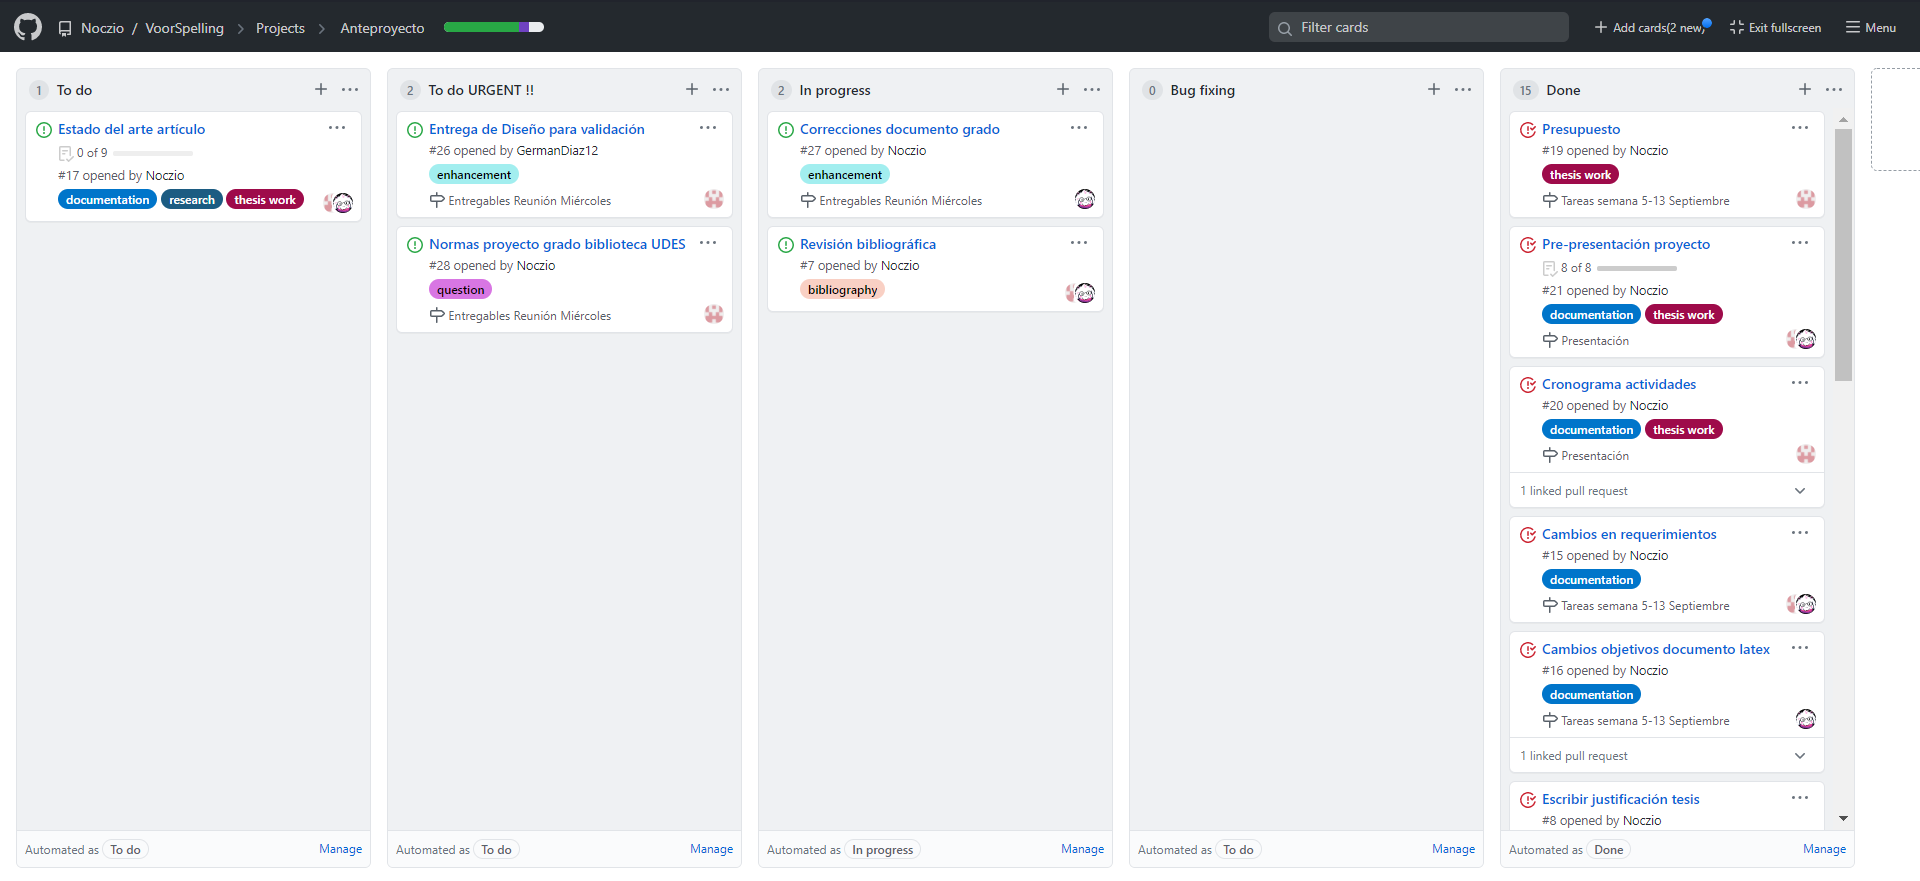 Noczio / VoorSpelling > Projects > Anteproyecto
Filter cards
Add cards(2 new)
Exit fullscreen
Menu
1 To do
Estado del arte artículo
0 of 9
#17 opened by Noczio
documentation research thesis work
Automated as To do Manage
2 To do URGENT !!
Entrega de Diseño para validación
#26 opened by GermanDiaz12
enhancement
Entregables Reunión Miércoles
Normas proyecto grado biblioteca UDES
#28 opened by Noczio
question
Entregables Reunión Miércoles
Automated as To do Manage
2 In progress
Correcciones documento grado
#27 opened by Noczio
enhancement
Entregables Reunión Miércoles
Revisión bibliográfica
#7 opened by Noczio
bibliography
Automated as In progress Manage
0 Bug fixing
Automated as To do Manage
15 Done
Presupuesto
#19 opened by Noczio
thesis work
Tareas semana 5-13 Septiembre
Pre-presentación proyecto
8 of 8
#21 opened by Noczio
documentation thesis work
Presentación
Cronograma actividades
#20 opened by Noczio
documentation thesis work
Presentación
1 linked pull request
Cambios en requerimientos
#15 opened by Noczio
documentation
Tareas semana 5-13 Septiembre
Cambios objetivos documento latex
#16 opened by Noczio
documentation
Tareas semana 5-13 Septiembre
1 linked pull request
Escribir justificación tesis
#8 opened by Noczio
Automated as Done Manage